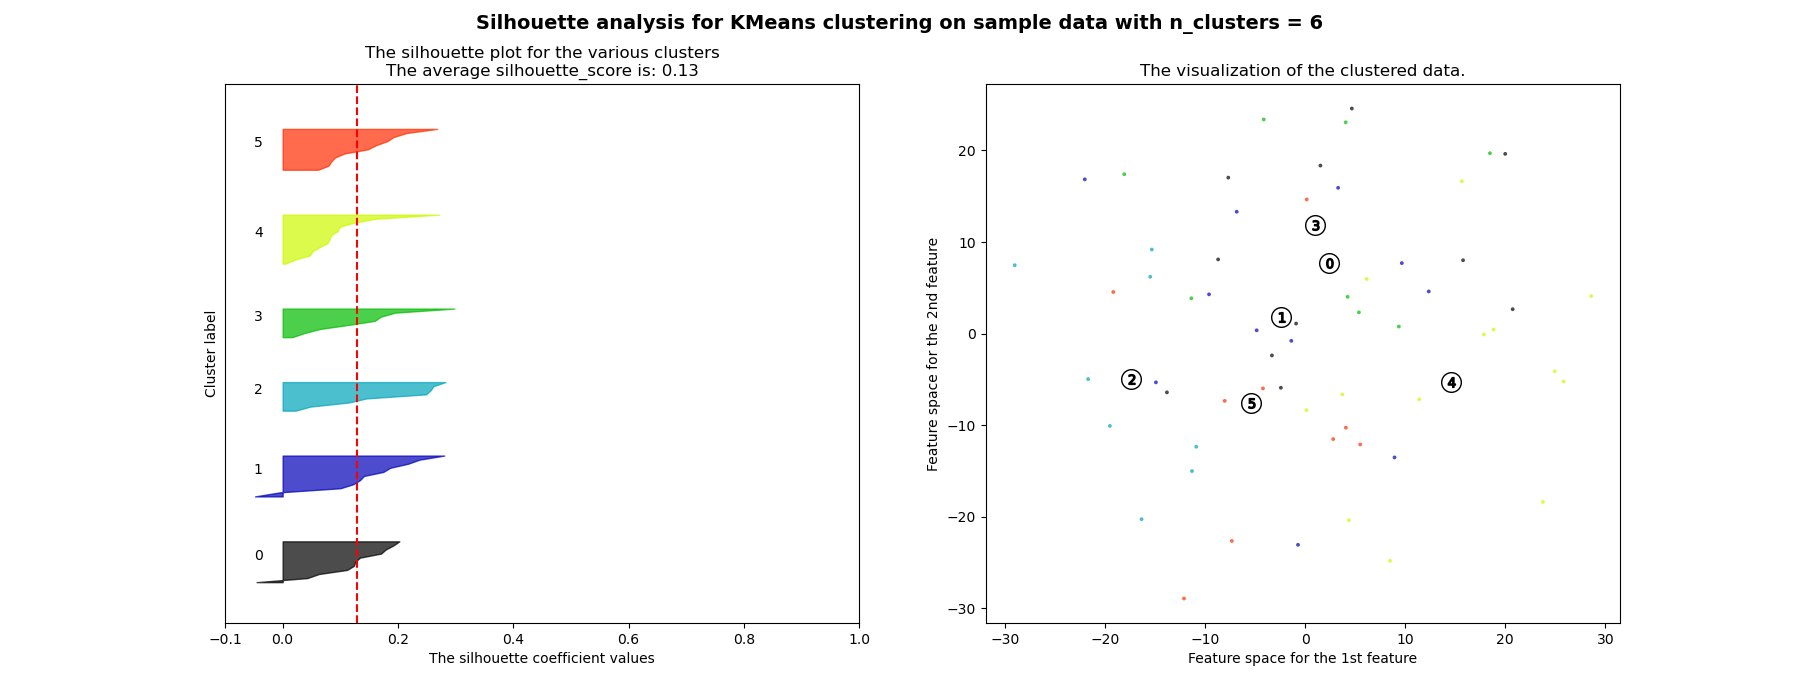 Silhouette analysis for KMeans clustering on sample data with n_clusters = 6
The silhouette plot for the various clusters
The average silhouette_score is: 0.13
Cluster label
5
4
3
2
1
0
−0.1 0.0 0.2 0.4 0.6 0.8 1.0
The silhouette coefficient values
The visualization of the clustered data.
Feature space for the 2nd feature
20
10
0
−10
−20
−30
3
0
1
2
4
5
−30 −20 −10 0 10 20 30
Feature space for the 1st feature